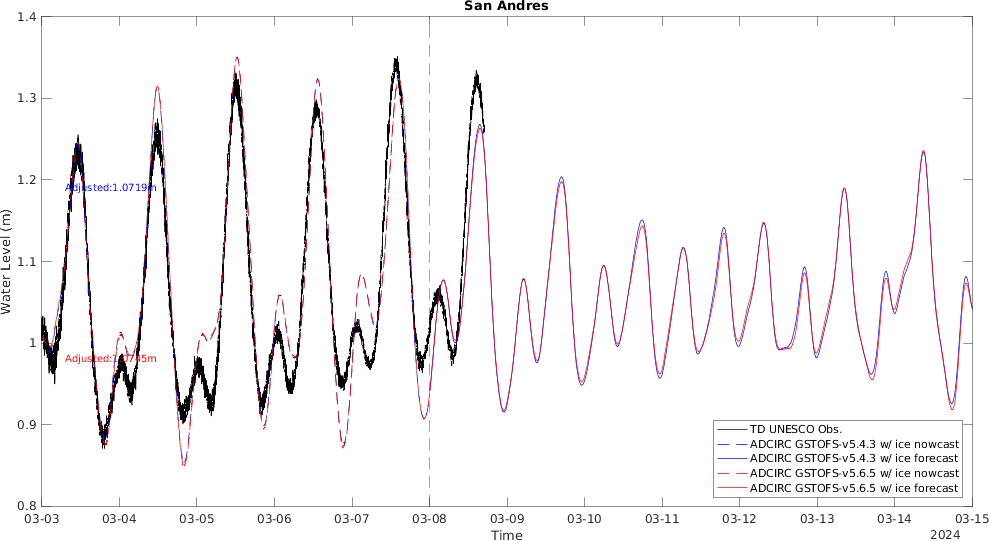 San Andres
1.4
1.3
1.2
1.1
1
0.9
0.8
Water Level (m)
Adjusted:1.0719m
TD UNESCO Obs.
ADCIRC GSTOFS-v5.4.3 w/ ice nowcast
ADCIRC GSTOFS-v5.4.3 w/ ice forecast
ADCIRC GSTOFS-v5.6.5 w/ ice nowcast
ADCIRC GSTOFS-v5.6.5 w/ ice forecast
03-03 03-04 03-05 03-06 03-07 03-08 03-09 03-10 03-11 03-12 03-13 03-14 03-15
Time
2024